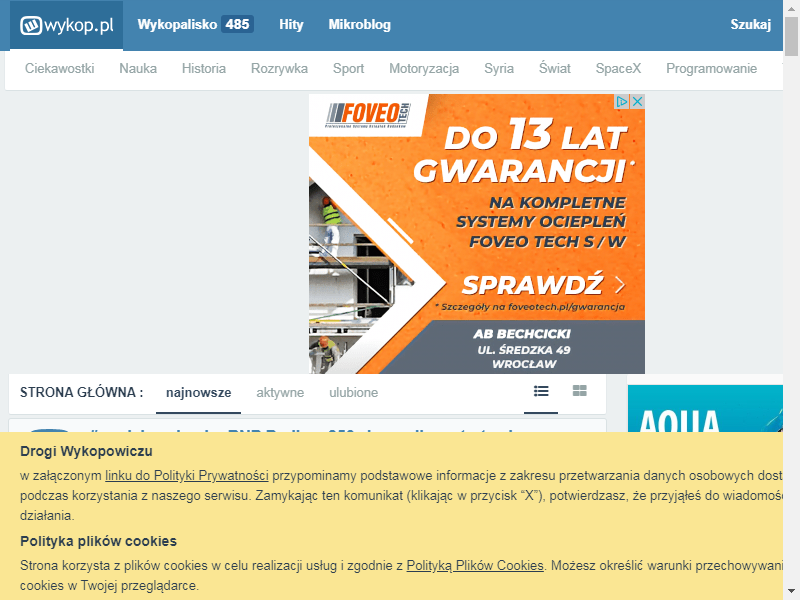 wykop.pl Wykopalisko 485 Hity Mikroblog Szukaj
Ciekawostki Nauka Historia Rozrywka Sport Motoryzacja Syria Świat SpaceX Programowanie
FOVEO TECH
DO 13 LAT
GWARANCJI*
NA KOMPLETNE
SYSTEMY OCIEPLEŃ
FOVEO TECH S / W
SPRAWDŹ
* Szczegóły na foveotech.pl/gwarancja
AB BECHCICKI
UL. ŚREDZKA 49
WROCŁAW
STRONA GŁÓWNA : najnowsze aktywne ulubione
AQUA
Drogi Wykopowiczu
w załączonym linku do Polityki Prywatności przypominamy podstawowe informacje z zakresu przetwarzania danych osobowych dost
podczas korzystania z naszego serwisu. Zamykając ten komunikat (klikając w przycisk “X”), potwierdzasz, że przyjąłeś do wiadomoś
działania.
Polityka plików cookies
Strona korzysta z plików cookies w celu realizacji usług i zgodnie z Polityką Plików Cookies. Możesz określić warunki przechowywani
cookies w Twojej przeglądarce.